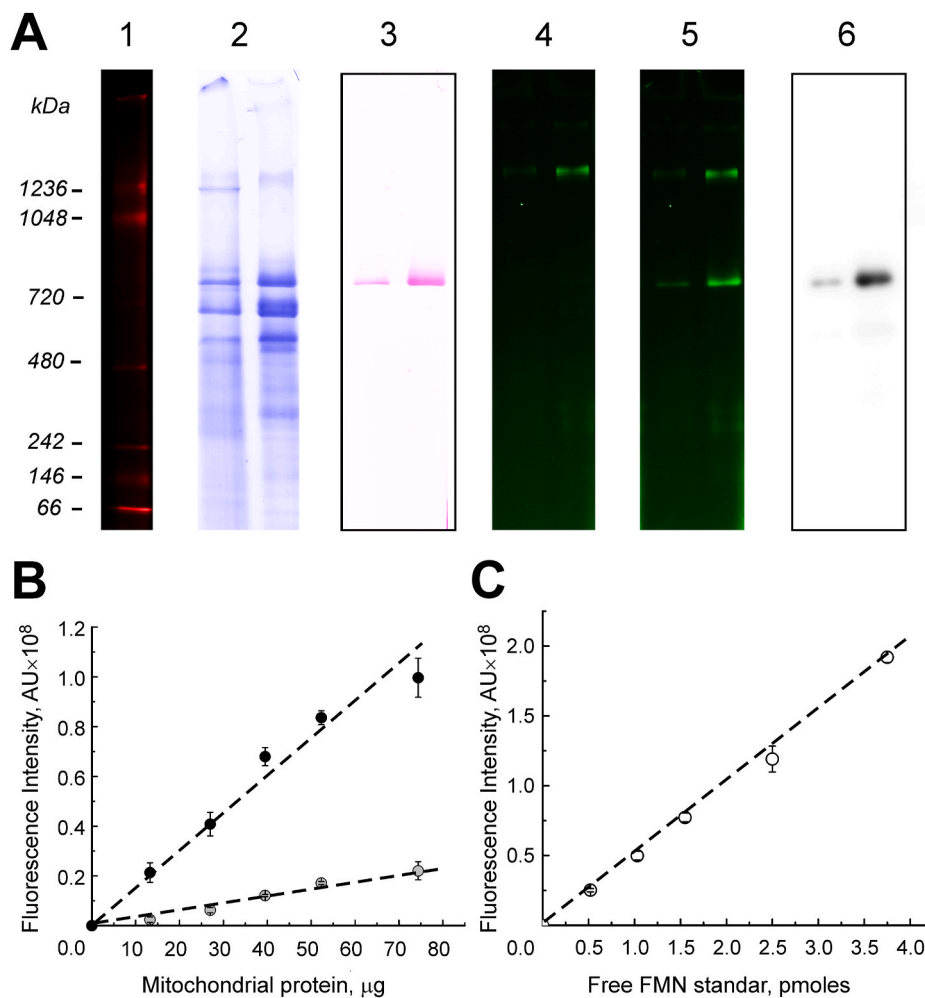 A
1 2 3 4 5 6
kDa
1236
1048
720
480
242
146
66
B
Fluorescence Intensity, AU×10⁸
1.2
1.0
0.8
0.6
0.4
0.2
0.0
10 20 30 40 50 60 70 80
Mitochondrial protein, μg
C
Fluorescence Intensity, AU×10⁸
2.0
1.5
1.0
0.5
0.0
0.5 1.0 1.5 2.0 2.5 3.0 3.5 4.0
Free FMN standar, pmoles